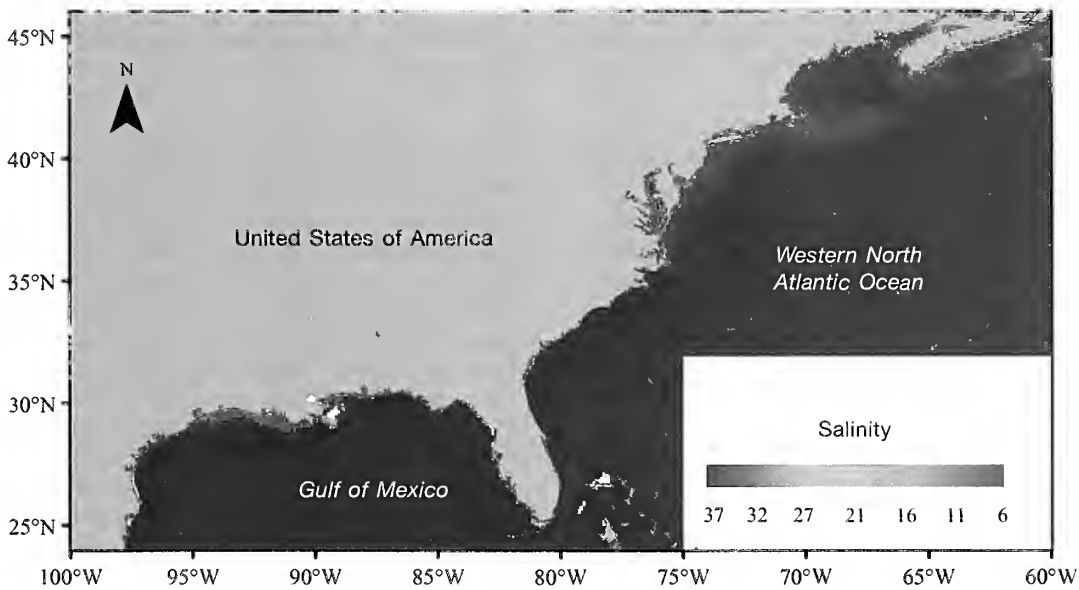 45°N
N
40°N
United States of America
Western North
Atlantic Ocean
35°N
30°N
Salinity
Gulf of Mexico
37 32 27 21 16 11 6
25°N
100°W 95°W 90°W 85°W 80°W 75°W 70°W 65°W 60°W